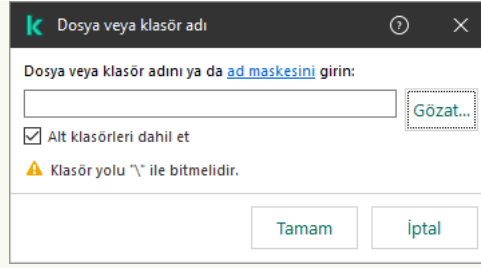 Dosya veya klasör adı
Dosya veya klasör adını ya da ad maskesini girin:
Gözat...
Alt klasörleri dahil et
Klasör yolu "\" ile bitmelidir.
Tamam İptal